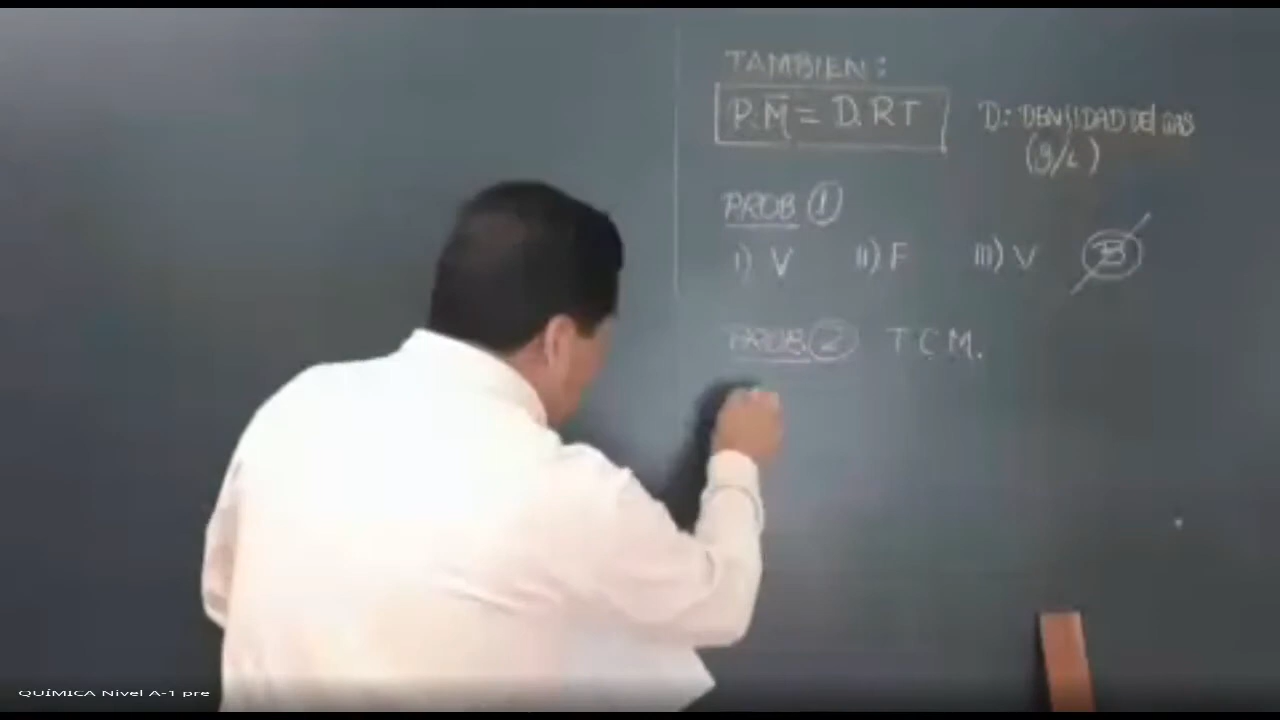 TAMBIEN:
P.M̄ = D.RT D: DENSIDAD DEL GAS
(g/L)
PROB 1
I) V II) F III) V B
PROB. 2 T C M.
QUÍMICA Nivel A-1 pre